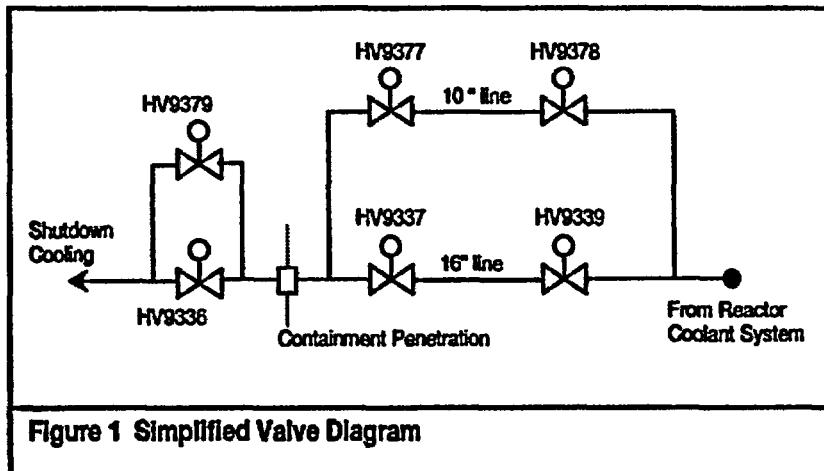 HV9377
HV9378
HV9379
10" line
HV9337
HV9339
Shutdown
Cooling
16" line
HV9336
From Reactor
Coolant System
Containment Penetration
Figure 1 Simplified Valve Diagram